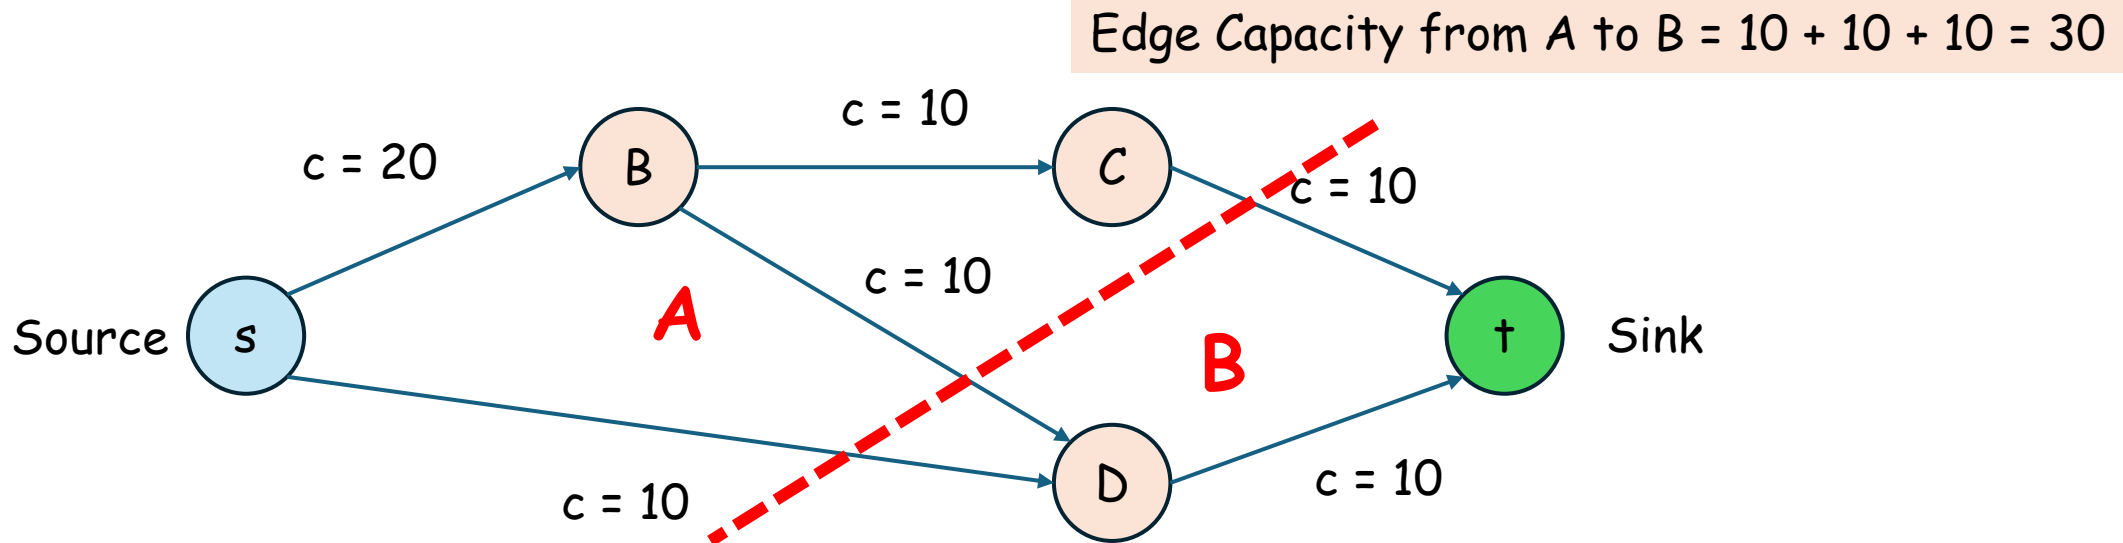 Edge Capacity from A to B = 10 + 10 + 10 = 30
c = 10
c = 20
B
C
c = 10
c = 10
A
B
Source
s
t
Sink
c = 10
D
c = 10